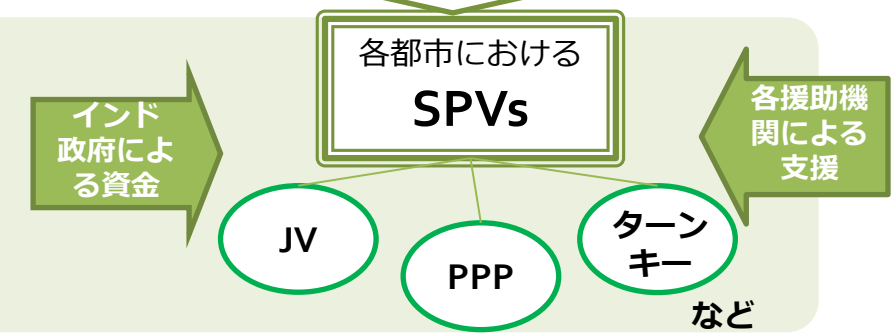 各都市における
SPVs
インド
政府によ
る資金
各援助機
関による
支援
JV
PPP
ターン
キー
など